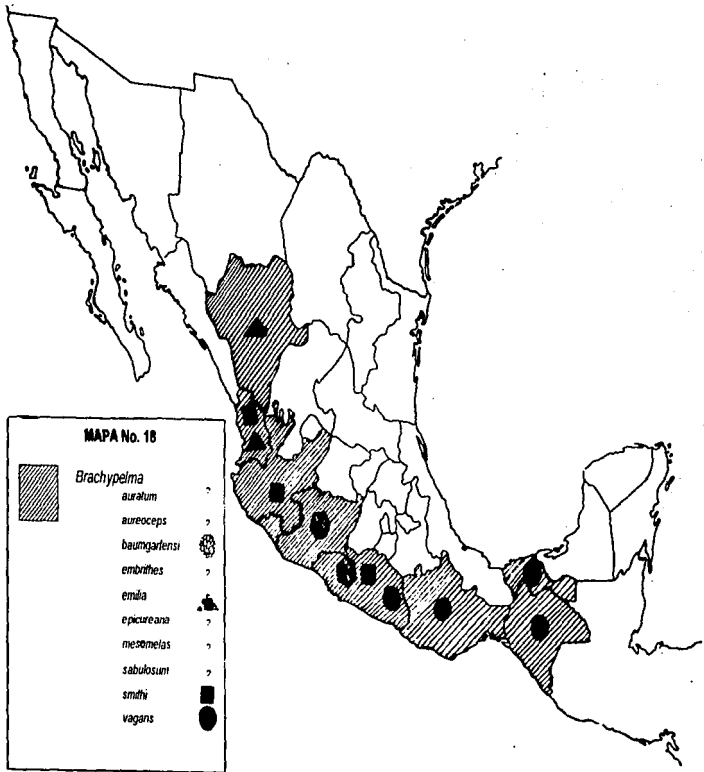 MAPA No. 18
Brachypelma
auratum ?
aureoceps ?
baumgartensi
embrithes ?
emilia
epicureana ?
mesomelas ?
sabulosum ?
smithi
vagans